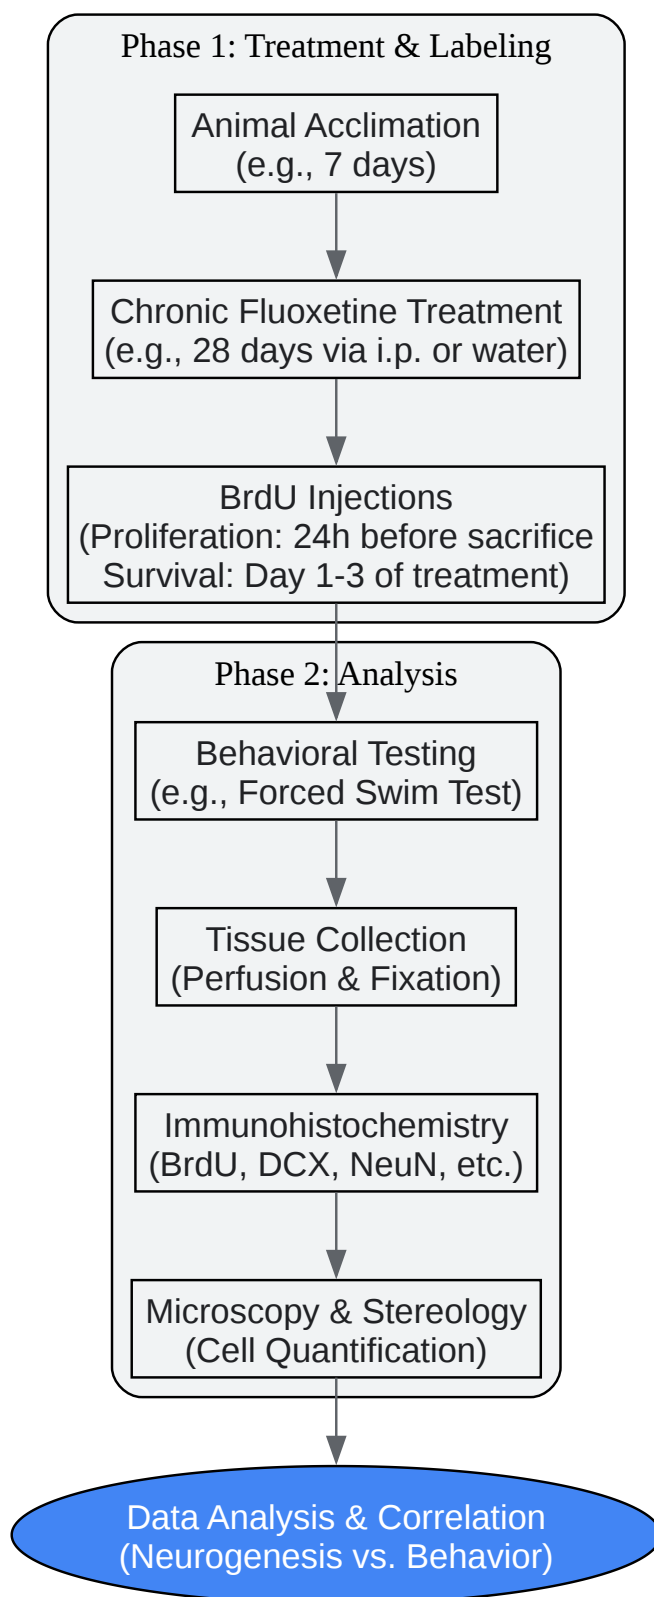 Phase 1: Treatment & Labeling
Animal Acclimation
(e.g., 7 days)
Chronic Fluoxetine Treatment
(e.g., 28 days via i.p. or water)
BrdU Injections
(Proliferation: 24h before sacrifice
Survival: Day 1-3 of treatment)
Phase 2: Analysis
Behavioral Testing
(e.g., Forced Swim Test)
Tissue Collection
(Perfusion & Fixation)
Immunohistochemistry
(BrdU, DCX, NeuN, etc.)
Microscopy & Stereology
(Cell Quantification)
Data Analysis & Correlation
(Neurogenesis vs. Behavior)